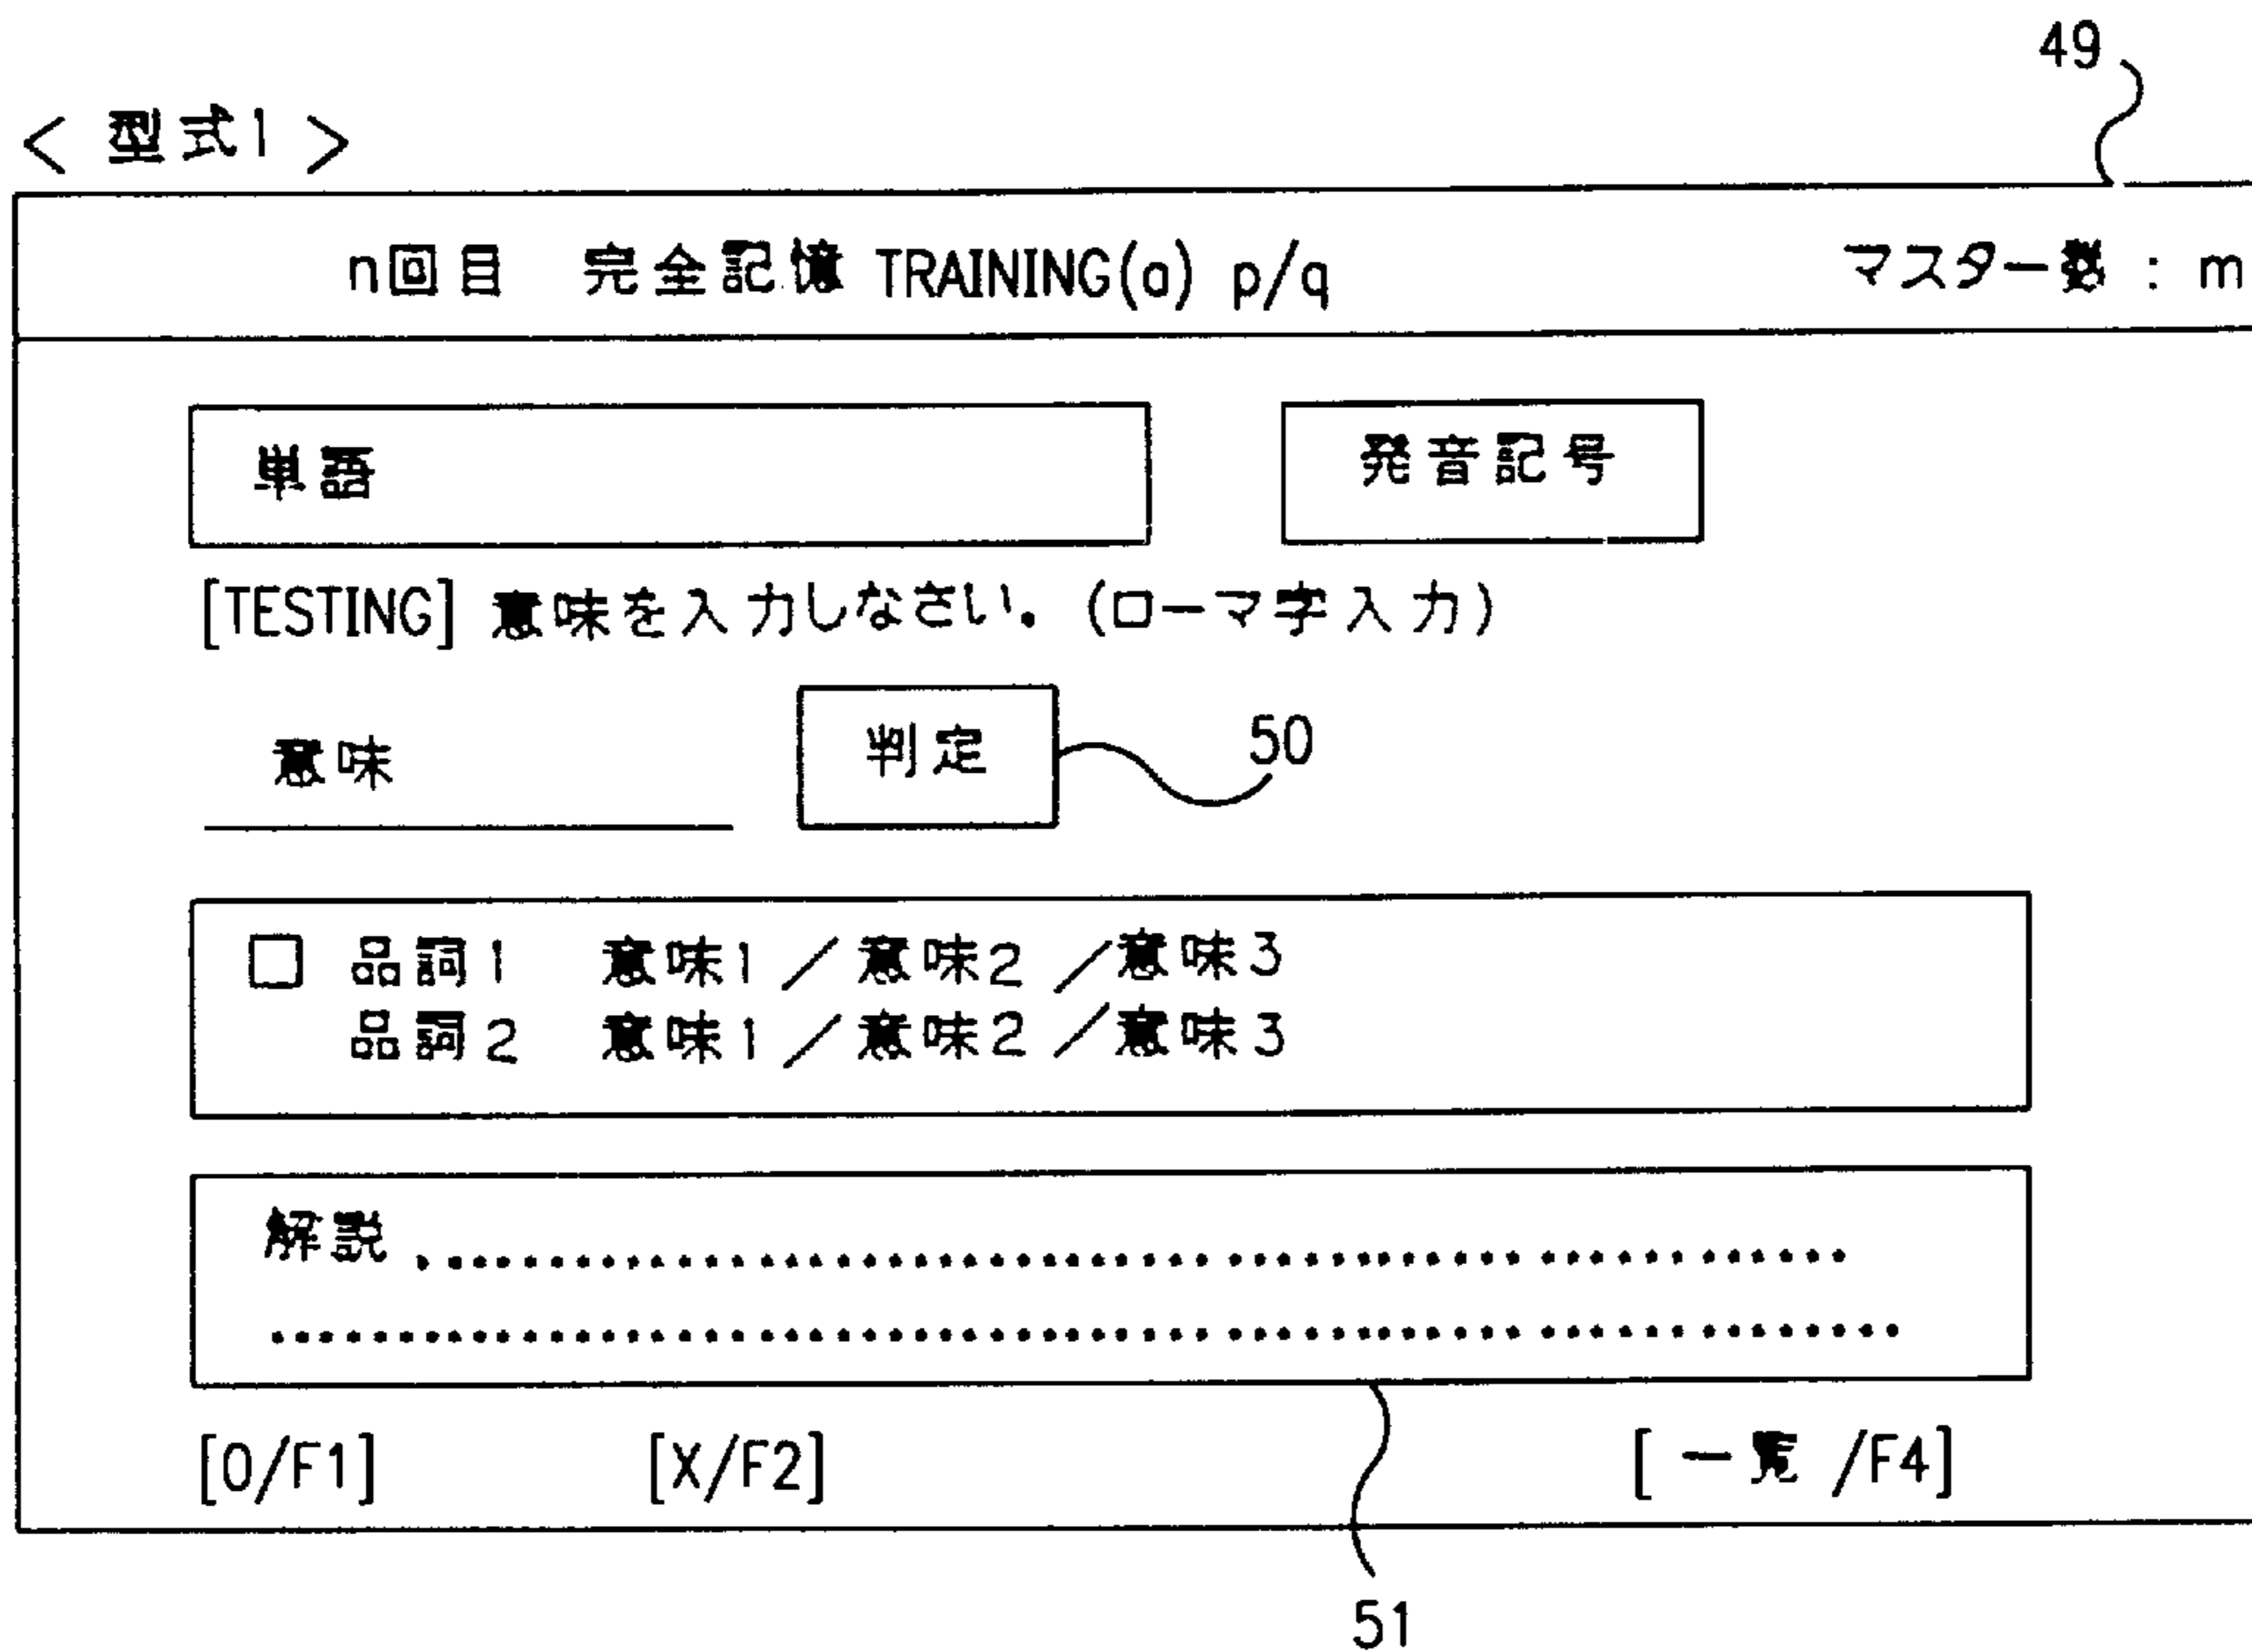 49
< 型式1 >
n回目 完全記憶 TRAINING(a) p/q マスター数 : m
単語 発音記号
[TESTING] 意味を入力しなさい. (ローマ字入力)
意味 判定 50
□ 品詞1 意味1/意味2/意味3
品詞2 意味1/意味2/意味3
解説..........................................................
..............................................................
[O/F1] [X/F2] [一覧/F4]
51